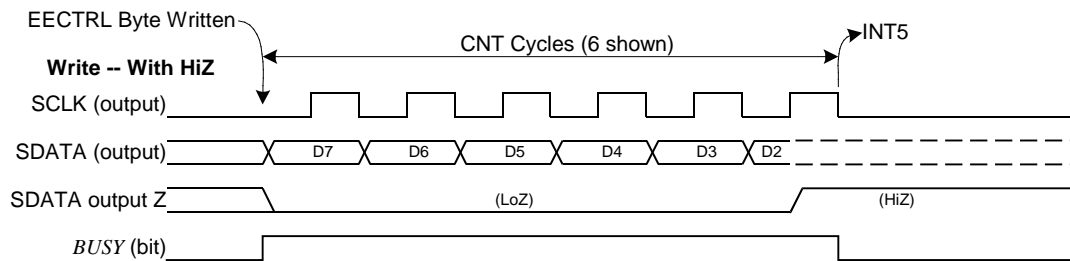 EECTRL Byte Written
INT5
CNT Cycles (6 shown)
Write -- With HiZ
SCLK (output)
SDATA (output) D7 D6 D5 D4 D3 D2
SDATA output Z (LoZ) (HiZ)
BUSY (bit)